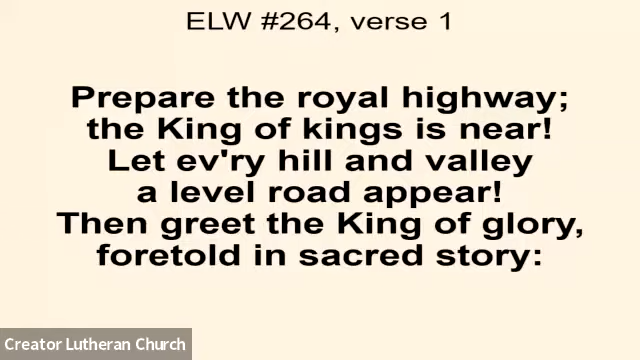 ELW #264, verse 1
Prepare the royal highway;
the King of kings is near!
Let ev'ry hill and valley
a level road appear!
Then greet the King of glory,
foretold in sacred story:
Creator Lutheran Church